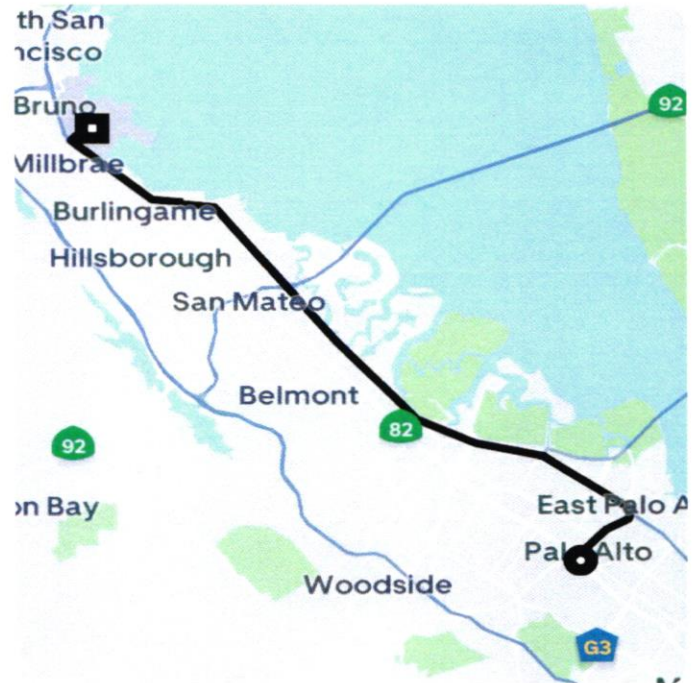 th San
ncisco
92
Bruno
Millbrae
Burlingame
Hillsborough
San Mateo
Belmont
82
92
on Bay
East Palo A
Palo Alto
Woodside
G3